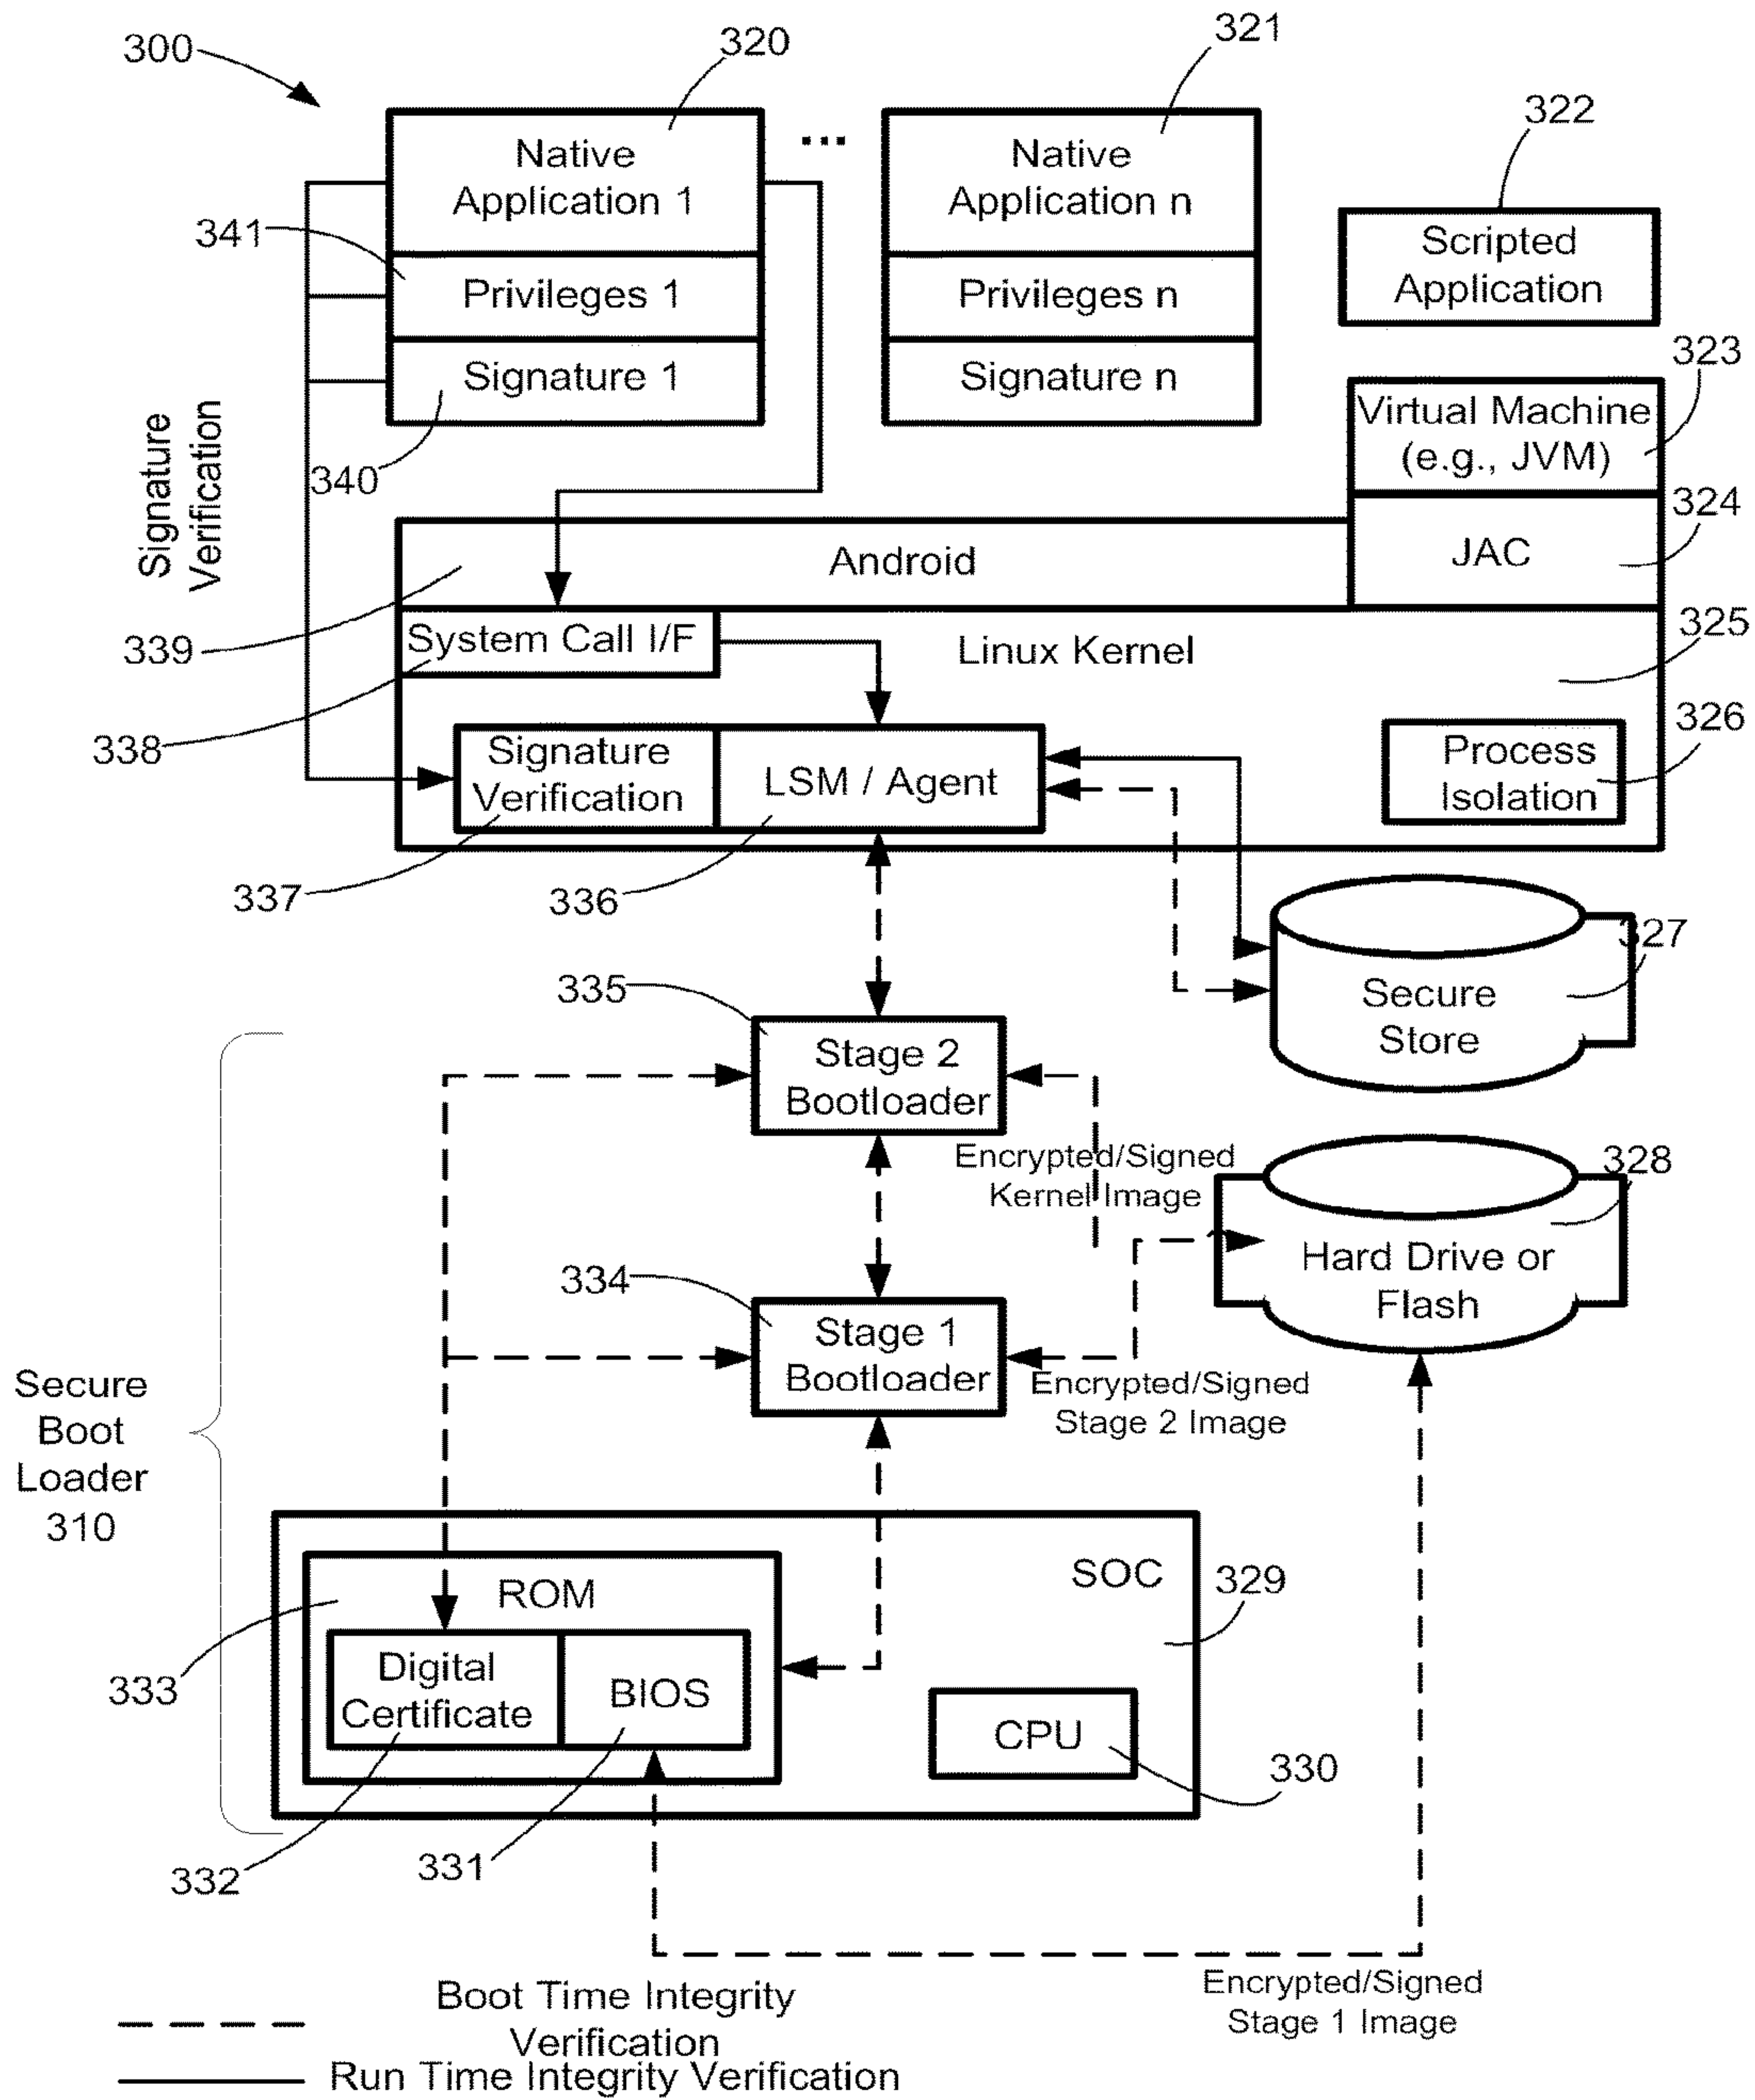 300
320
321
322
Native
Application 1
...
Native
Application n
Scripted
Application
341
Privileges 1
Privileges n
Signature 1
Signature n
323
Virtual Machine
(e.g., JVM)
340
Signature
Verification
324
JAC
Android
339
System Call I/F
Linux Kernel
325
338
Signature
Verification
LSM / Agent
326
Process
Isolation
337
336
327
Secure
Store
335
Stage 2
Bootloader
Encrypted/Signed
Kernel Image
328
Hard Drive or
Flash
334
Stage 1
Bootloader
Encrypted/Signed
Stage 2 Image
Secure
Boot
Loader
310
ROM
SOC
329
333
Digital
Certificate
BIOS
CPU
330
332
331
Encrypted/Signed
Stage 1 Image
Boot Time Integrity
Verification
Run Time Integrity Verification